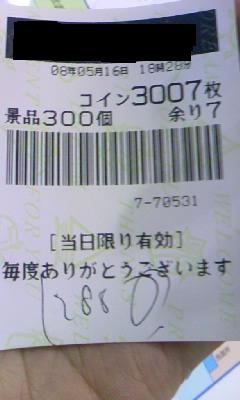 08年05月16日 18時28分
コイン3007枚
景品300個 余り7
7-70531
[当日限り有効]
毎度ありがとうございます
2880